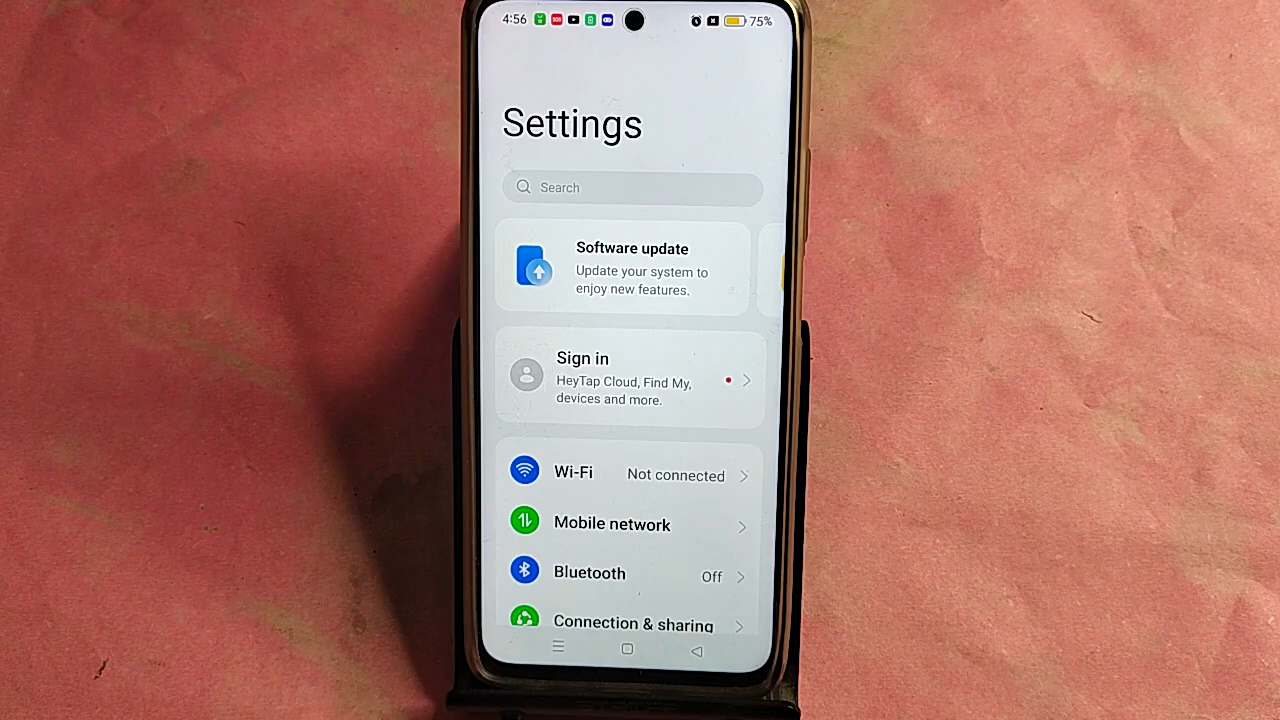 4:56
75%
Settings
Search
Software update
Update your system to
enjoy new features.
Sign in
HeyTap Cloud, Find My,
devices and more.
Wi-Fi Not connected
Mobile network
Bluetooth Off
Connection & sharing